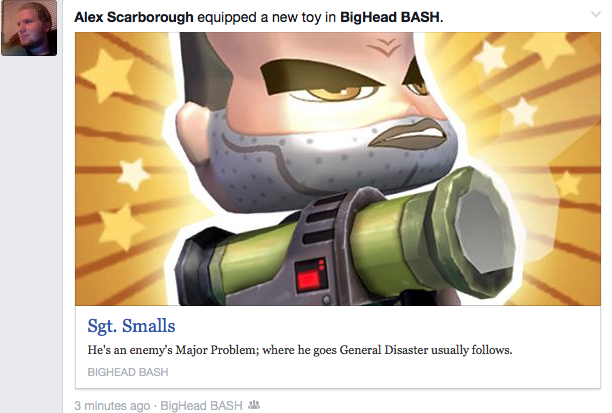 Alex Scarborough equipped a new toy in BigHead BASH.
Sgt. Smalls
He's an enemy's Major Problem; where he goes General Disaster usually follows.
BIGHEAD BASH
3 minutes ago · BigHead BASH